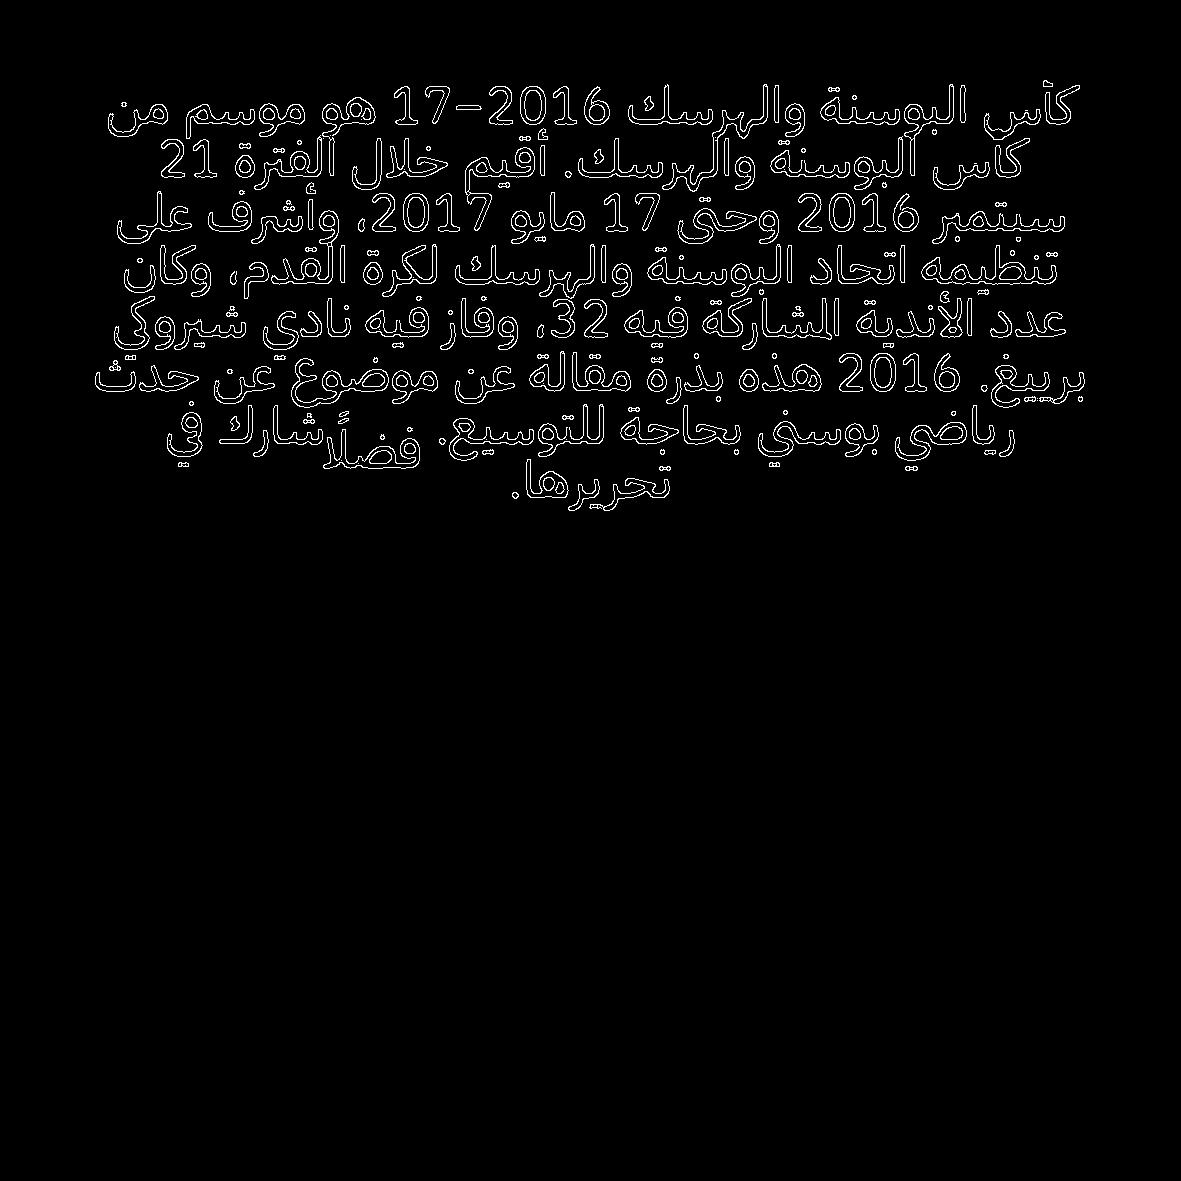 كأس البوسنة والهرسك 2016–17 هو موسم من
كأس البوسنة والهرسك. أقيم خلال الفترة 21
سبتمبر 2016 وحتى 17 مايو 2017، وأشرف على
تنظيمه اتحاد البوسنة والهرسك لكرة القدم، وكان
عدد الأندية المشاركة فيه 32، وفاز فيه نادي شيروكي
برييغ. 2016 هذه بذرة مقالة عن موضوع عن حدث
رياضي بوسني بحاجة للتوسيع. فضلًا شارك في
تحريرها.